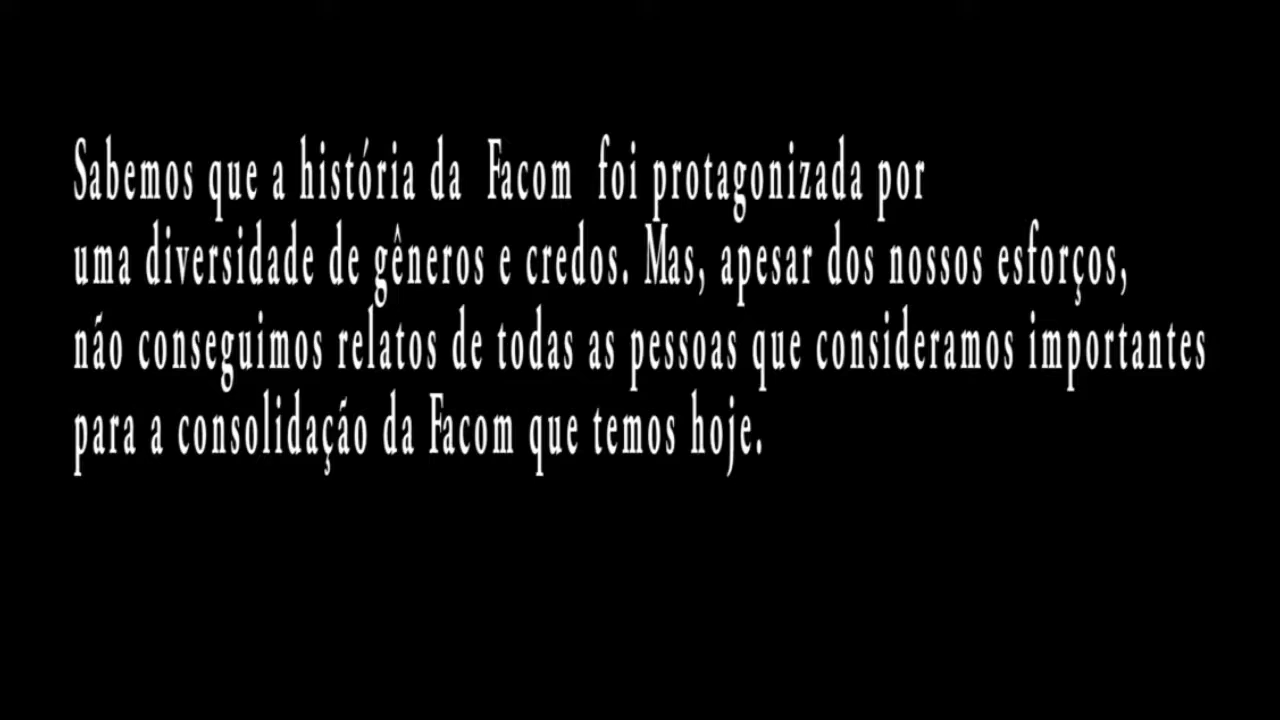 Sabemos que a história da Facom foi protagonizada por
uma diversidade de gêneros e credos. Mas, apesar dos nossos esforços,
não conseguimos relatos de todas as pessoas que consideramos importantes
para a consolidação da Facom que temos hoje.